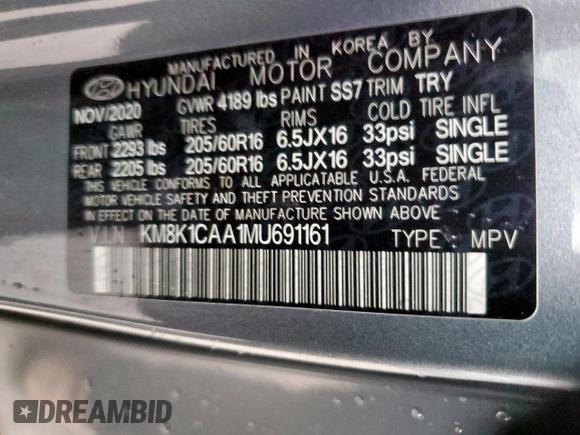 MANUFACTURED IN KOREA BY
HYUNDAI MOTOR COMPANY
NOV/2020 GVWR 4189 lbs PAINT SS7 TRIM TRY
GAWR TIRES RIMS COLD TIRE INFL
FRONT 2293 lbs 205/60R16 6.5JX16 33psi SINGLE
REAR 2205 lbs 205/60R16 6.5JX16 33psi SINGLE
THIS VEHICLE CONFORMS TO ALL APPLICABLE U.S.A. FEDERAL
MOTOR VEHICLE SAFETY AND THEFT PREVENTION STANDARDS
IN EFFECT ON THE DATE OF MANUFACTURE SHOWN ABOVE
V.I.N KM8K1CAA1MU691161 TYPE : MPV
DREAMBID